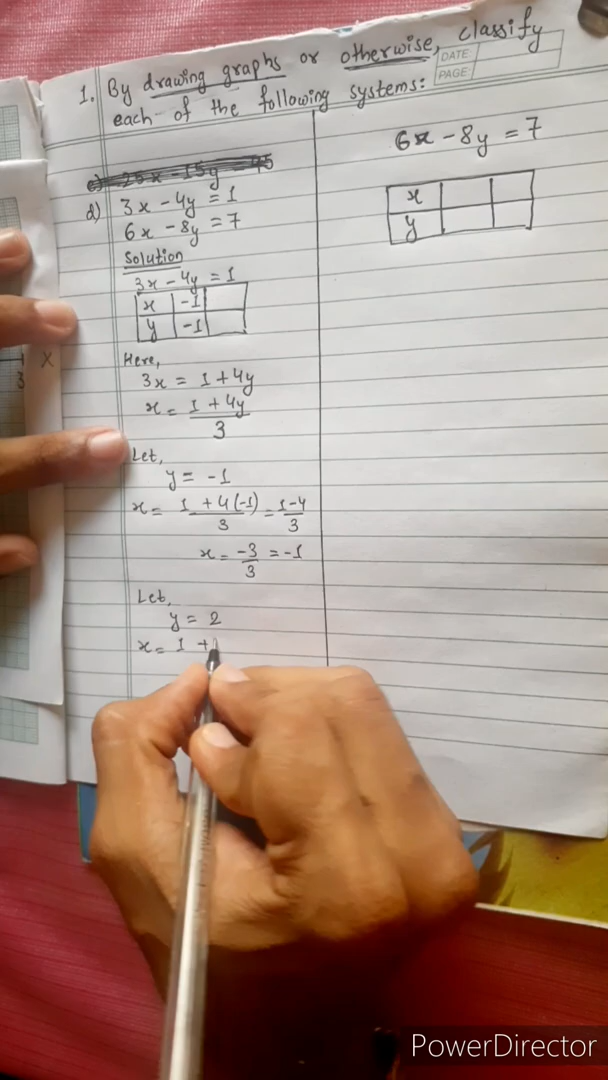 1. By drawing graphs or otherwise, classify
each of the following systems:
DATE:
PAGE:
d) 3x - 4y = 1
6x - 8y = 7
Solution
3x - 4y = 1
x -1
y -1
Here,
3x = 1 + 4y
x = 1 + 4y / 3
Let,
y = -1
x = 1 + 4(-1) / 3 = 1-4 / 3
x = -3 / 3 = -1
Let,
y = 2
x = 1 +
6x - 8y = 7
x
y
X
3
PowerDirector